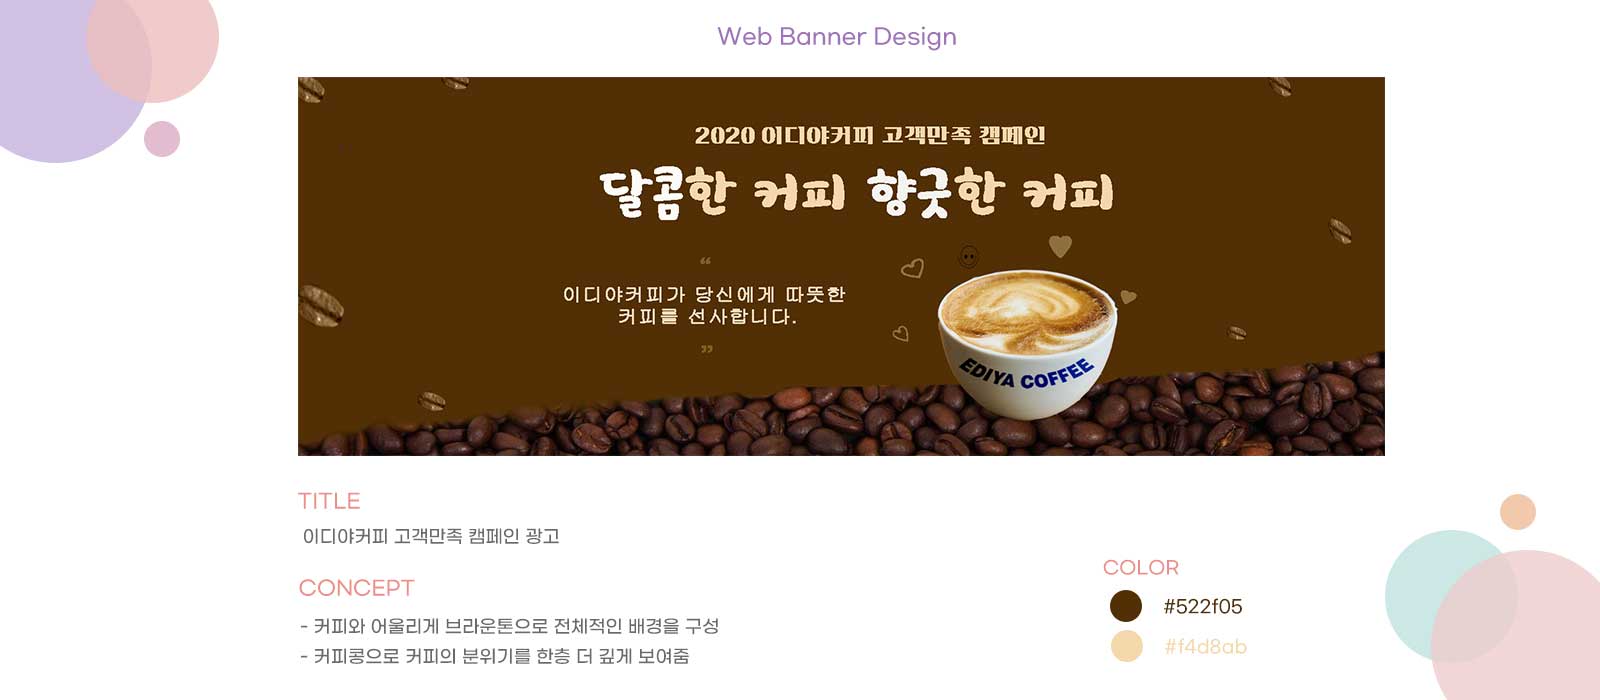 Web Banner Design
2020 이디야커피 고객만족 캠페인
달콤한 커피 향긋한 커피
“
이디야커피가 당신에게 따뜻한
커피를 선사합니다.
”
EDIYA COFFEE
TITLE
이디야커피 고객만족 캠페인 광고
CONCEPT
- 커피와 어울리게 브라운톤으로 전체적인 배경을 구성
- 커피콩으로 커피의 분위기를 한층 더 깊게 보여줌
COLOR
#522f05
#f4d8ab